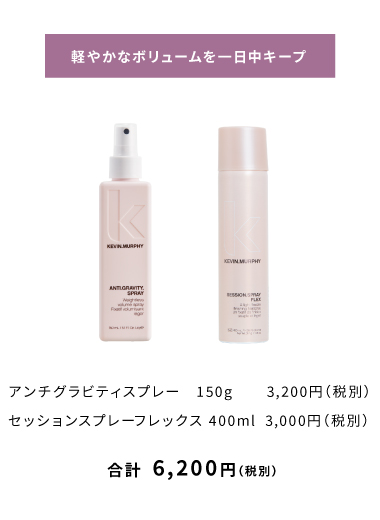 軽やかなボリュームを一日中キープ
KEVIN.MURPHY
ANTI.GRAVITY.
SPRAY
Weightless
volume spray
KEVIN.MURPHY
SESSION.SPRAY
FLEX
アンチグラビティスプレー 150g 3,200円(税別)
セッションスプレーフレックス 400ml 3,000円(税別)
合計 6,200円(税別)